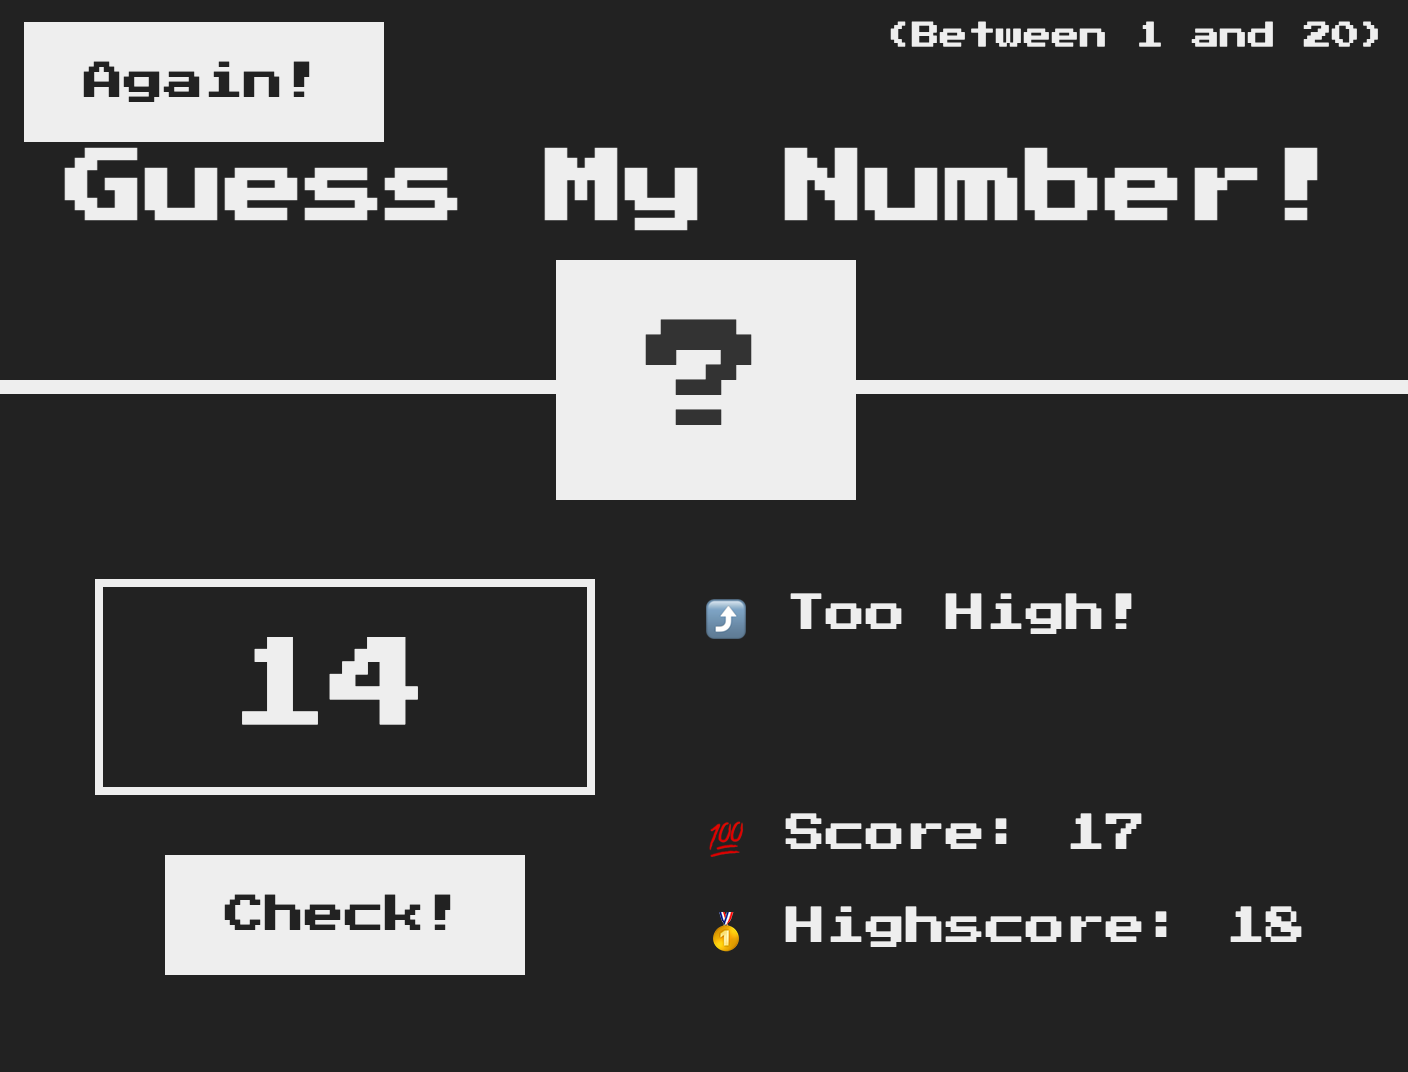 (Between 1 and 20)
Again!
Guess My Number!
?
14
⤴️ Too High!
Check!
💯 Score: 17
🥇 Highscore: 18